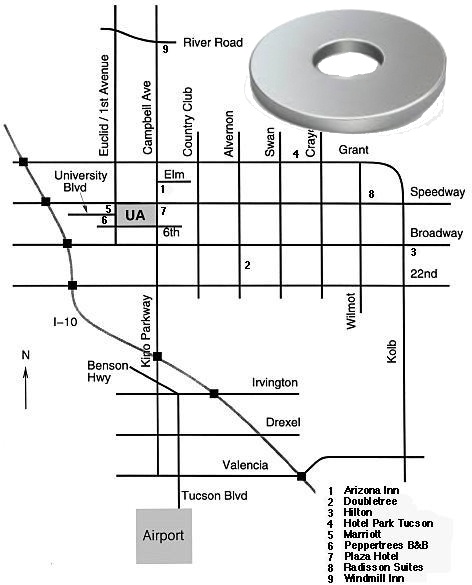 9 River Road
Euclid / 1st Avenue
Campbell Ave
Country Club
Alvernon
Swan
4
Grant
University
Blvd
Elm
1
8
Speedway
5
UA
7
6
6th
Broadway
2
3
22nd
I-10
Kino Parkway
Wilmot
Kolb
N
Benson
Hwy
Irvington
Drexel
Valencia
Tucson Blvd
Airport
1 Arizona Inn
2 Doubletree
3 Hilton
4 Hotel Park Tucson
5 Marriott
6 Peppertrees B&B
7 Plaza Hotel
8 Radisson Suites
9 Windmill Inn